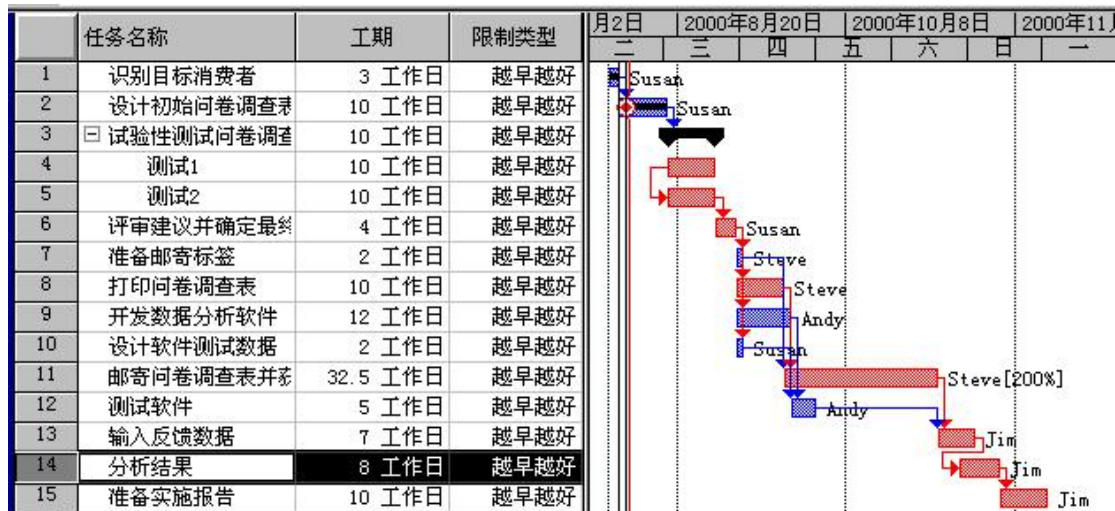 任务名称 工期 限制类型 月2日 2000年8月20日 2000年10月8日 2000年11月
二 三 四 五 六 日 一
1 识别目标消费者 3 工作日 越早越好 Susan
2 设计初始问卷调查表 10 工作日 越早越好 Susan
3 试验性测试问卷调查 10 工作日 越早越好
4 测试1 10 工作日 越早越好
5 测试2 10 工作日 越早越好
6 评审建议并确定最终 4 工作日 越早越好 Susan
7 准备邮寄标签 2 工作日 越早越好 Steve
8 打印问卷调查表 10 工作日 越早越好 Steve
9 开发数据分析软件 12 工作日 越早越好 Andy
10 设计软件测试数据 2 工作日 越早越好 Susan
11 邮寄问卷调查表并获 32.5 工作日 越早越好 Steve[200%]
12 测试软件 5 工作日 越早越好 Andy
13 输入反馈数据 7 工作日 越早越好 Jim
14 分析结果 8 工作日 越早越好 Jim
15 准备实施报告 10 工作日 越早越好 Jim